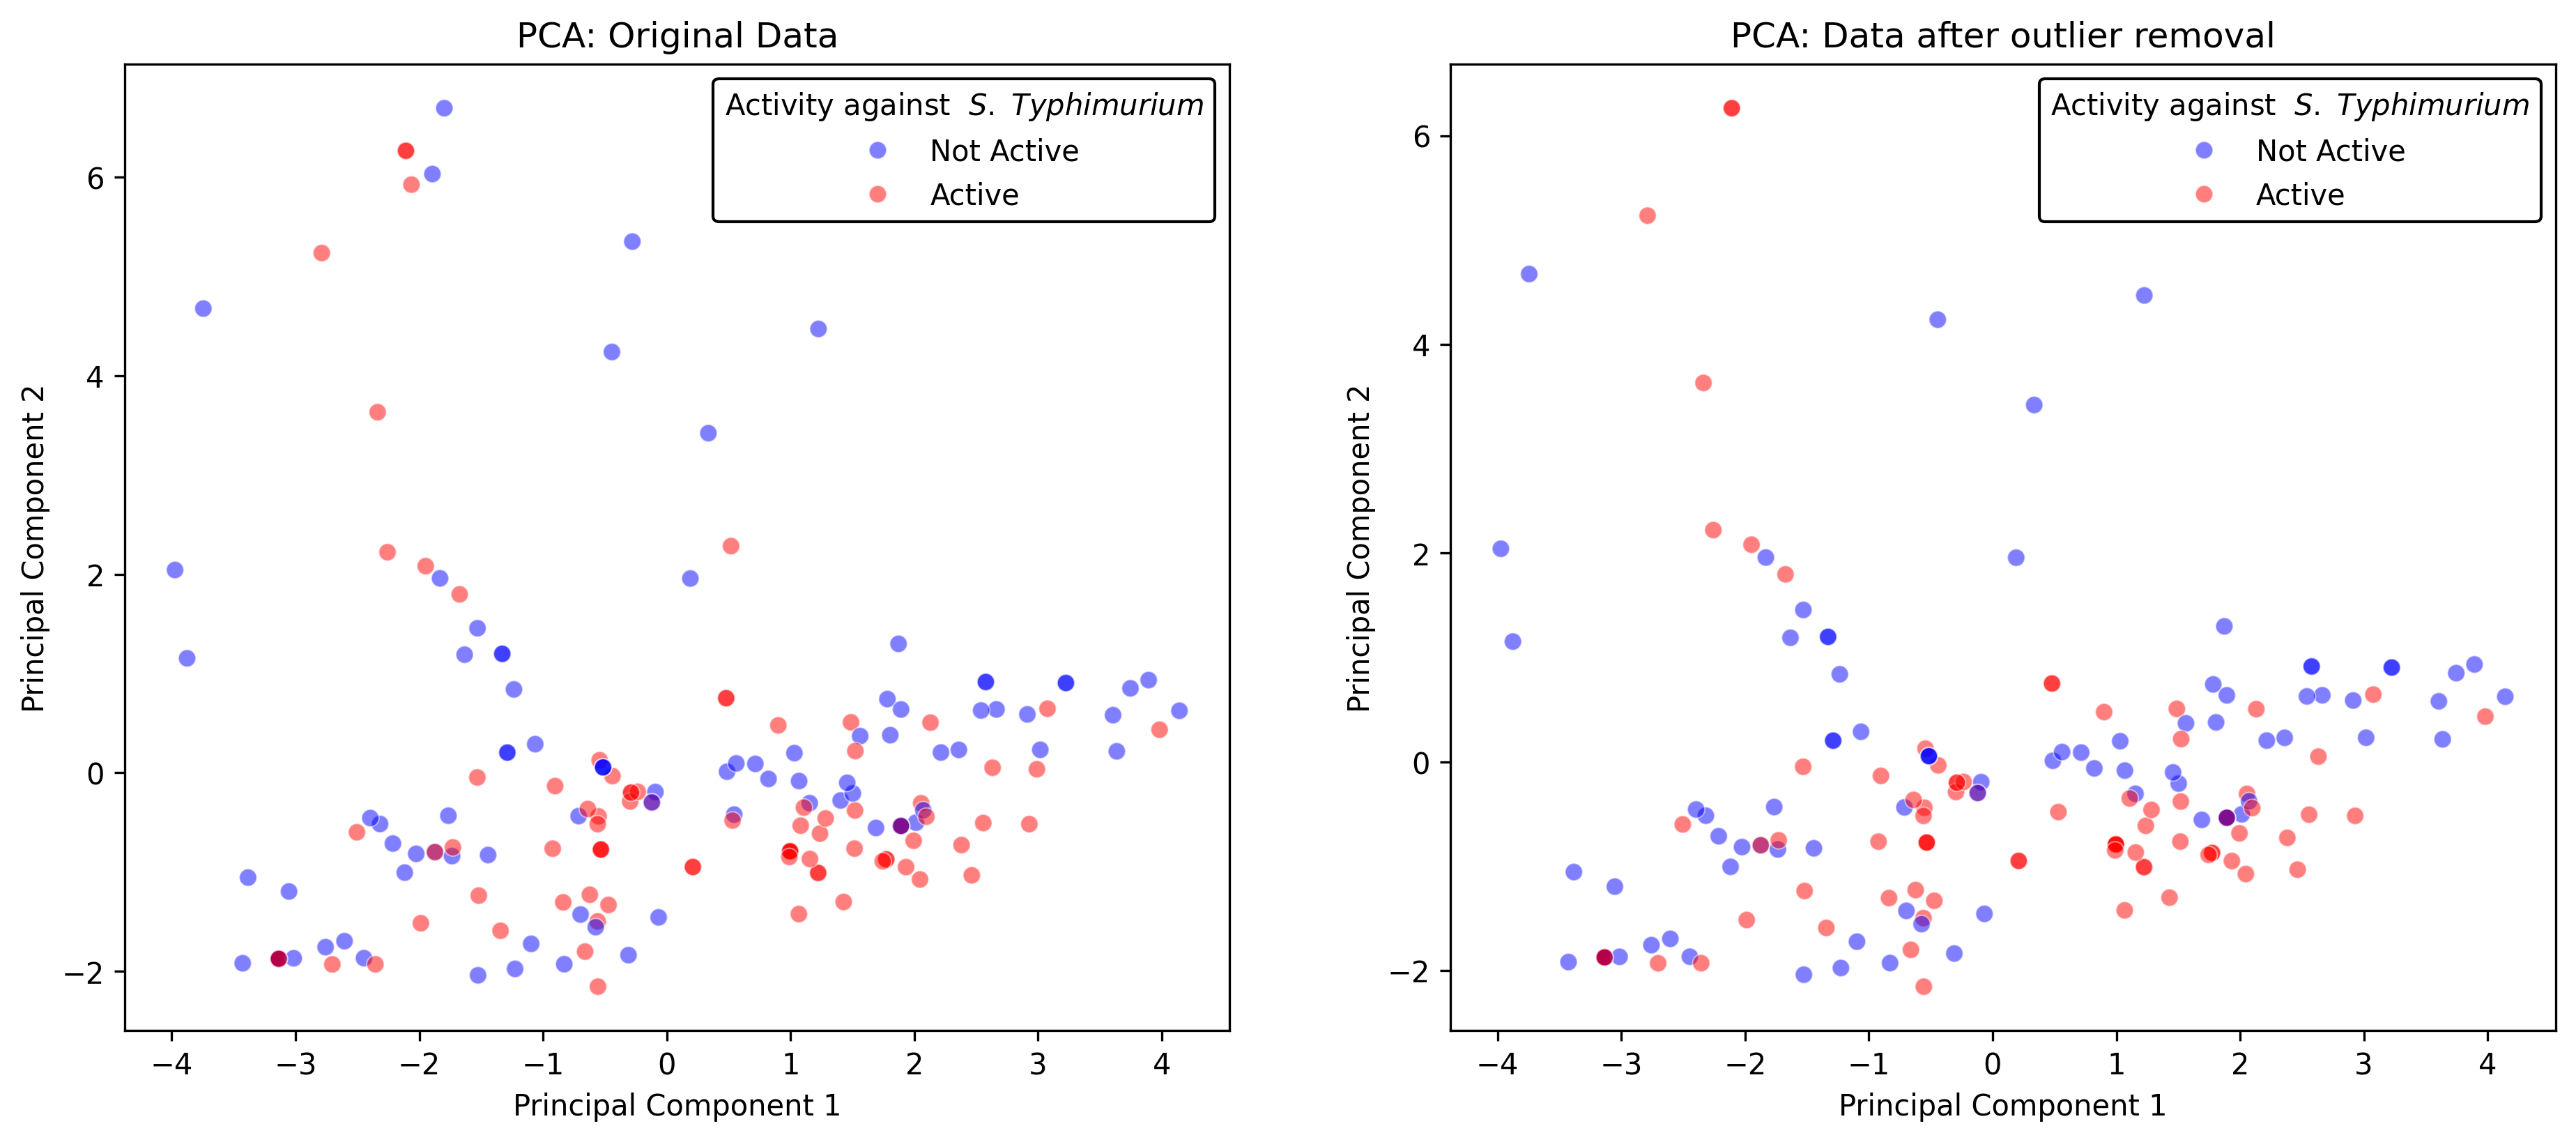 PCA: Original Data
Activity against S. Typhimurium
Not Active
Active
6
4
2
0
−2
Principal Component 2
−4 −3 −2 −1 0 1 2 3 4
Principal Component 1
PCA: Data after outlier removal
Activity against S. Typhimurium
Not Active
Active
6
4
2
0
−2
Principal Component 2
−4 −3 −2 −1 0 1 2 3 4
Principal Component 1